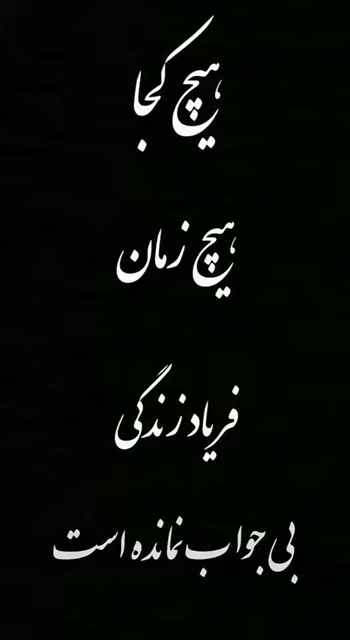 هیچ کجا
هیچ زمان
فریاد زندگی
بی جواب نمانده است